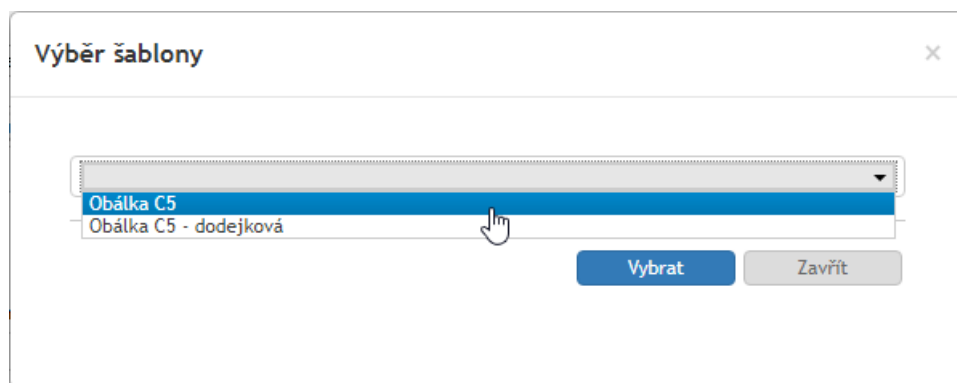 Výběr šablony
Obálka C5
Obálka C5 - dodejková
Vybrat
Zavřít